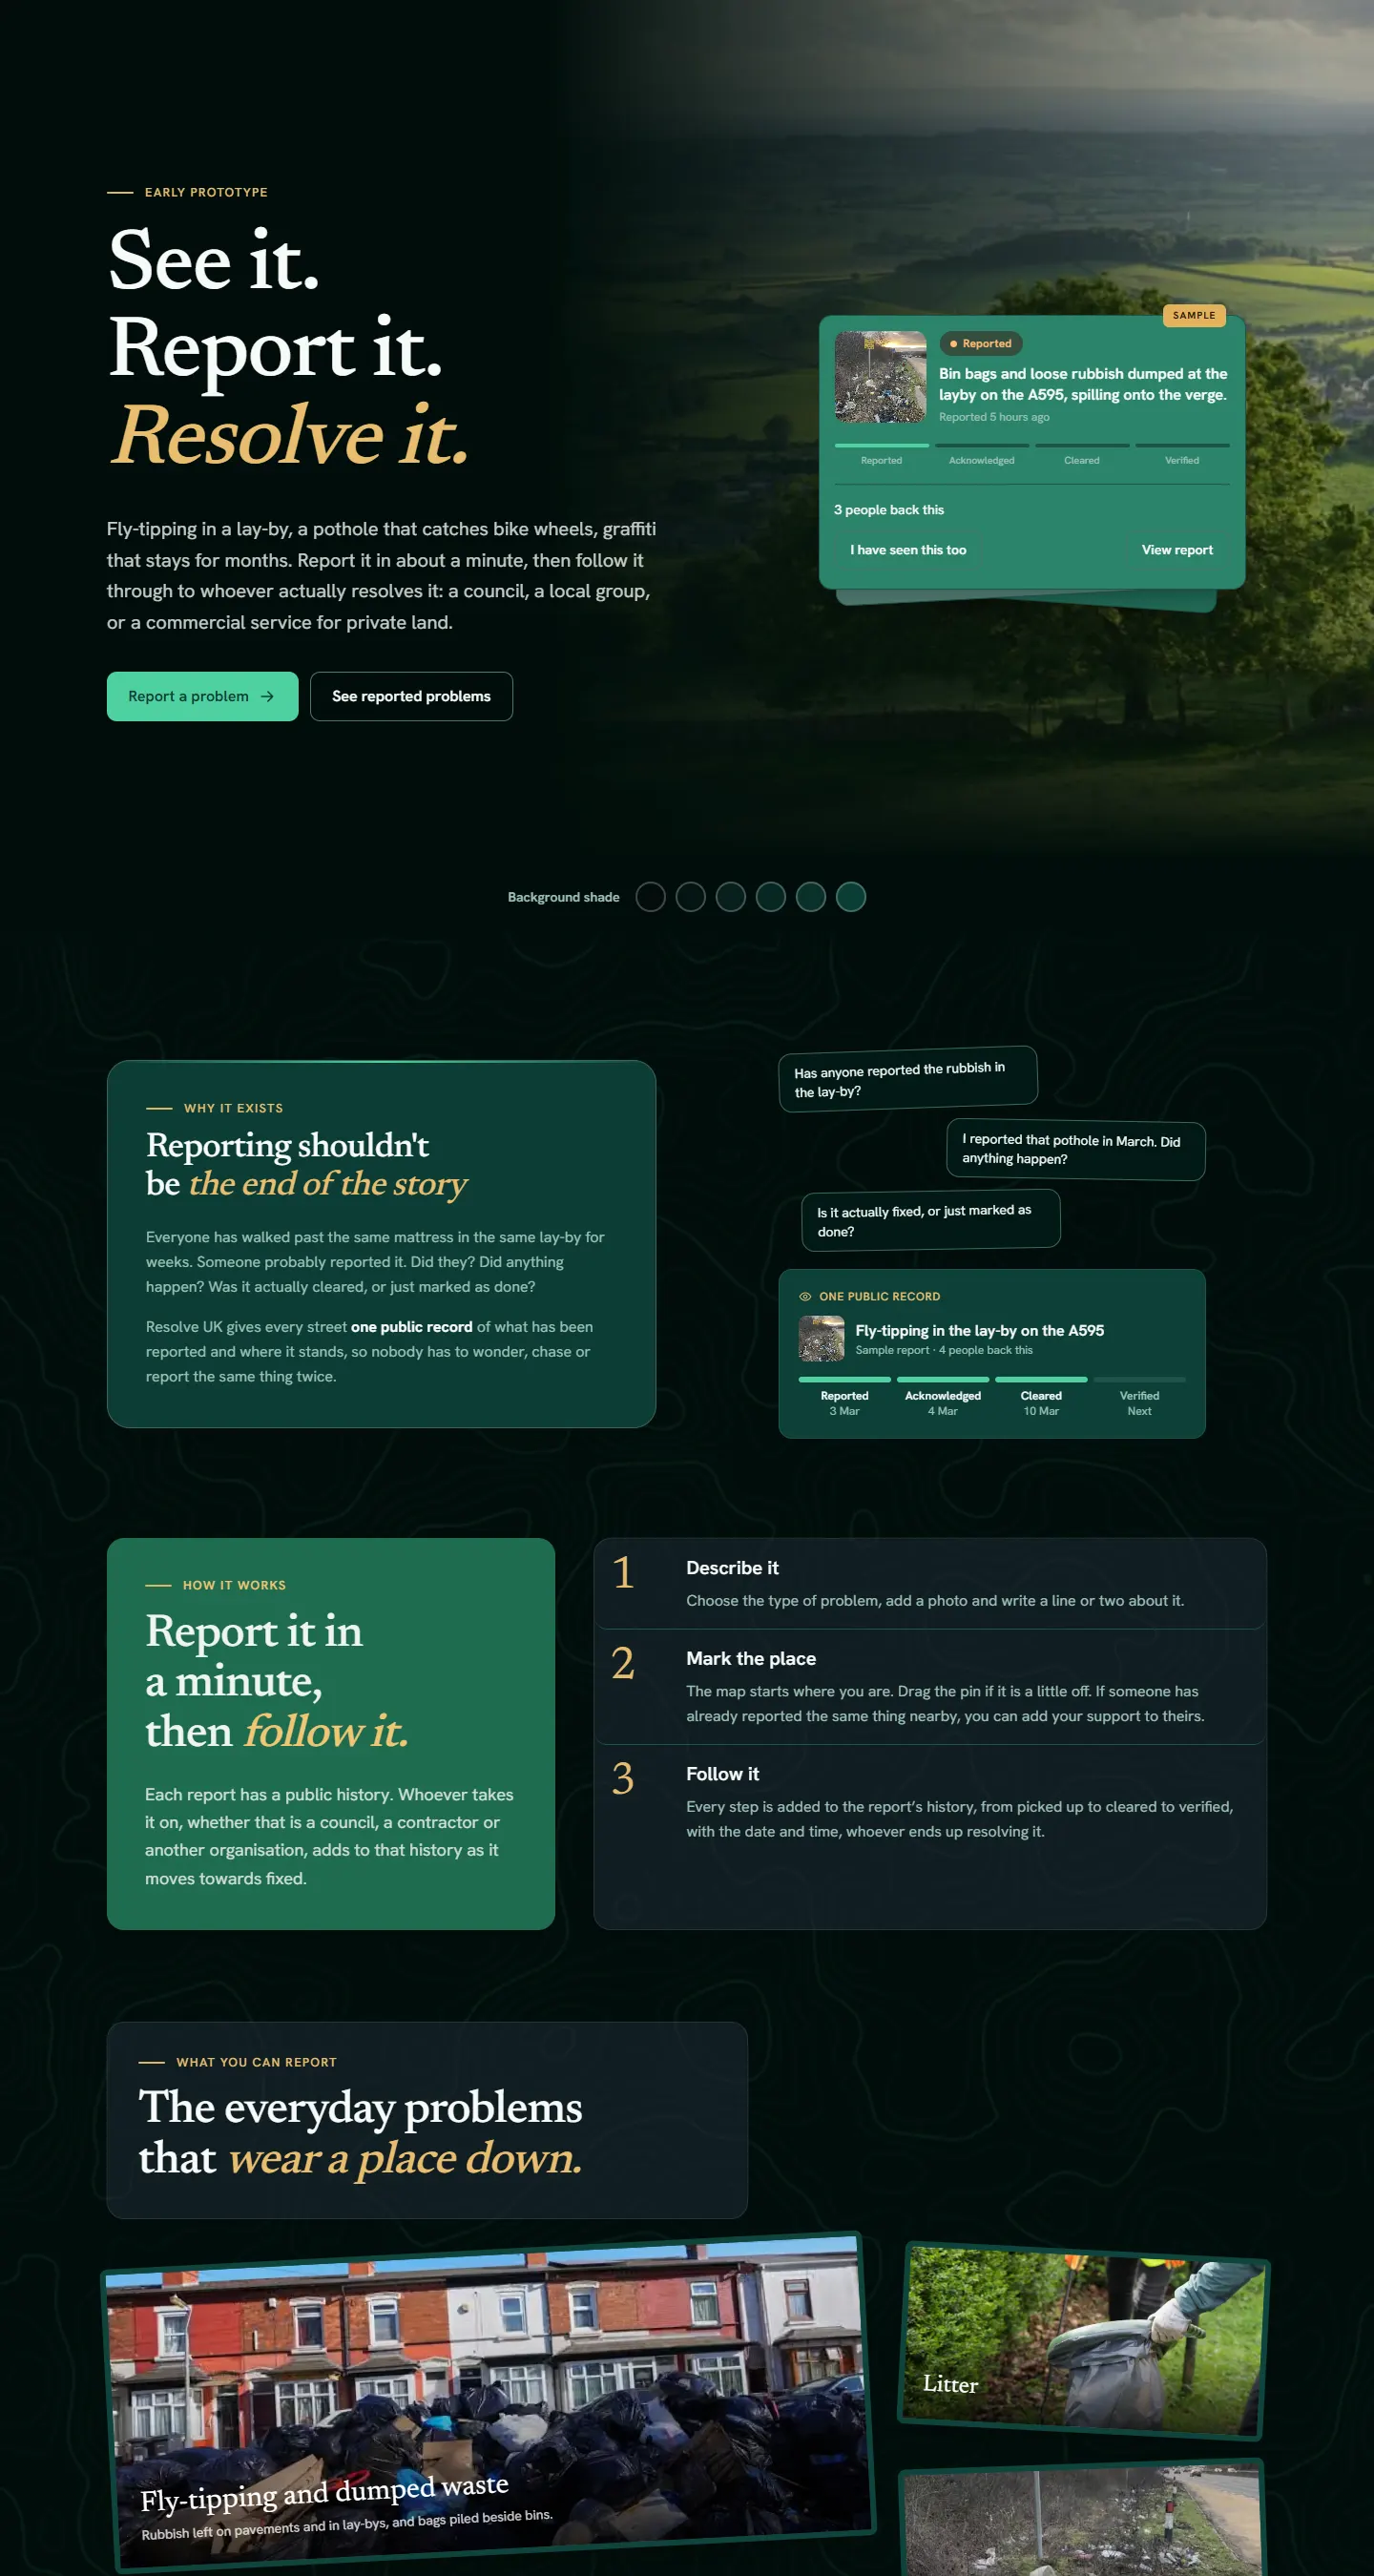 EARLY PROTOTYPE
See it.
Report it.
Resolve it.
Fly-tipping in a lay-by, a pothole that catches bike wheels, graffiti
that stays for months. Report it in about a minute, then follow it
through to whoever actually resolves it: a council, a local group,
or a commercial service for private land.
Report a problem →
See reported problems
SAMPLE
Reported
Bin bags and loose rubbish dumped at the
layby on the A595, spilling onto the verge.
Reported 5 hours ago
Reported
Acknowledged
Cleared
Verified
3 people back this
I have seen this too
View report
Background shade
WHY IT EXISTS
Reporting shouldn't
be the end of the story
Everyone has walked past the same mattress in the same lay-by for
weeks. Someone probably reported it. Did they? Did anything
happen? Was it actually cleared, or just marked as done?
Resolve UK gives every street one public record of what has been
reported and where it stands, so nobody has to wonder, chase or
report the same thing twice.
Has anyone reported the rubbish in
the lay-by?
I reported that pothole in March. Did
anything happen?
Is it actually fixed, or just marked as
done?
ONE PUBLIC RECORD
Fly-tipping in the lay-by on the A595
Sample report · 4 people back this
Reported
3 Mar
Acknowledged
4 Mar
Cleared
10 Mar
Verified
Next
HOW IT WORKS
Report it in
a minute,
then follow it.
Each report has a public history. Whoever takes
it on, whether that is a council, a contractor or
another organisation, adds to that history as it
moves towards fixed.
1
Describe it
Choose the type of problem, add a photo and write a line or two about it.
2
Mark the place
The map starts where you are. Drag the pin if it is a little off. If someone has
already reported the same thing nearby, you can add your support to theirs.
3
Follow it
Every step is added to the report’s history, from picked up to cleared to verified,
with the date and time, whoever ends up resolving it.
WHAT YOU CAN REPORT
The everyday problems
that wear a place down.
Fly-tipping and dumped waste
Rubbish left on pavements and in lay-bys, and bags piled beside bins.
Litter